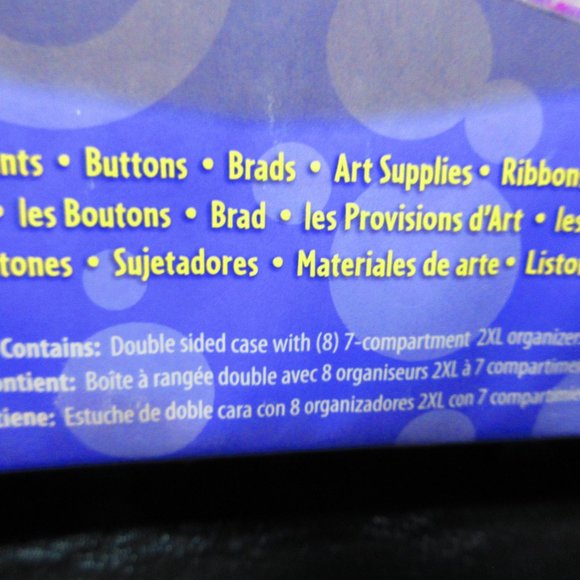 nts • Buttons • Brads • Art Supplies • Ribbon
• les Boutons • Brad • les Provisions d'Art • les
tones • Sujetadores • Materiales de arte • Listo
Contains: Double sided case with (8) 7-compartment 2XL organizer
ontient: Boîte à rangée double avec 8 organiseurs 2XL à 7 compartime
tiene: Estuche de doble cara con 8 organizadores 2XL con 7 compartimie